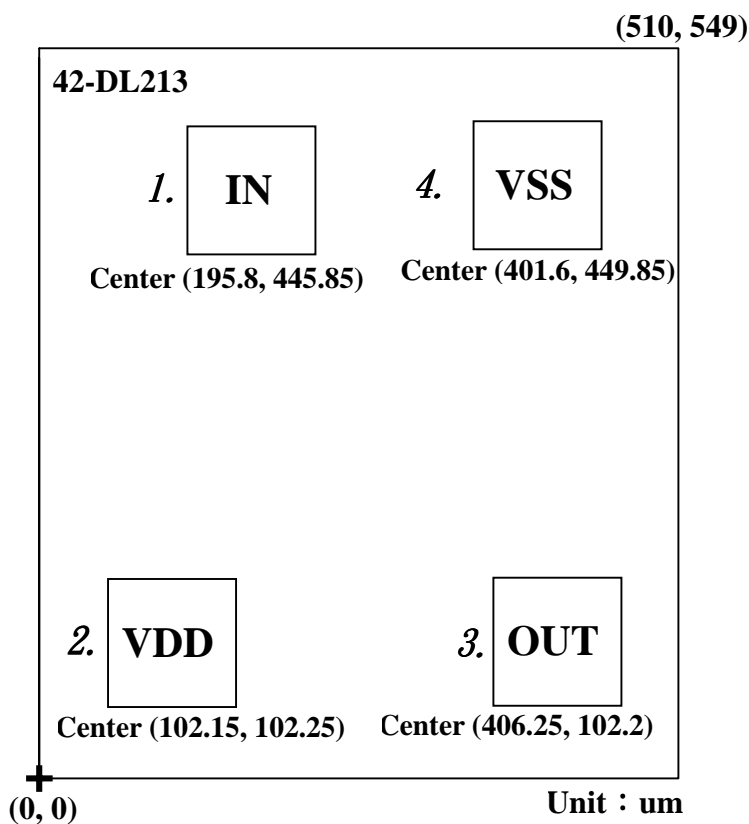 (510, 549)
42-DL213
1. IN
4. VSS
Center (195.8, 445.85)
Center (401.6, 449.85)
2. VDD
3. OUT
Center (102.15, 102.25)
Center (406.25, 102.2)
(0, 0)
Unit：um